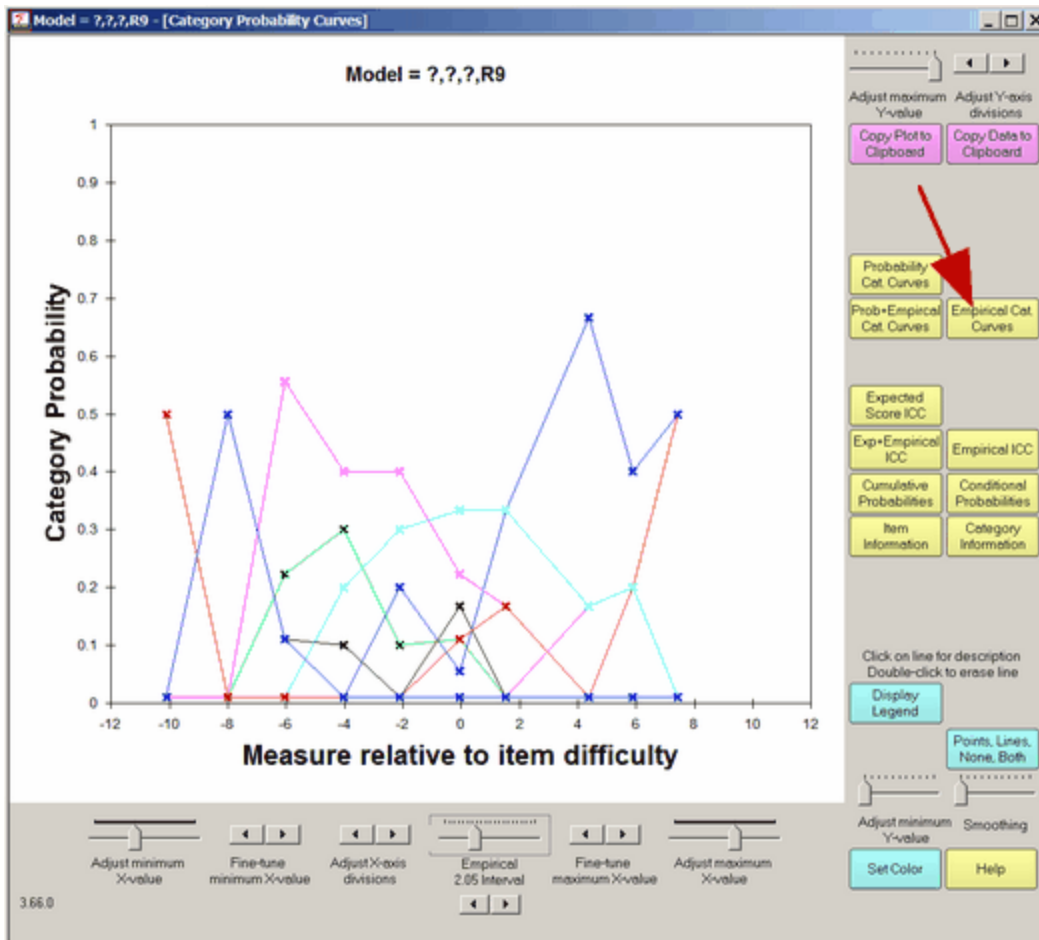 Model = ?,?,?,R9 - [Category Probability Curves]
Model = ?,?,?,R9
Adjust maximum
Y-value
Adjust Y-axis
divisions
Copy Plot to
Clipboard
Copy Data to
Clipboard
Probability
Cat. Curves
Prob+Empircal
Cat. Curves
Empirical Cat.
Curves
Expected
Score ICC
Exp+Empirical
ICC
Empirical ICC
Cumulative
Probabilities
Conditional
Probabilities
Item
Information
Category
Information
Click on line for description
Double-click to erase line
Display
Legend
Points, Lines,
None, Both
Adjust minimum
Y-value
Smoothing
Set Color
Help
Category Probability
1
0.9
0.8
0.7
0.6
0.5
0.4
0.3
0.2
0.1
0
-12 -10 -8 -6 -4 -2 0 2 4 6 8 10 12
Measure relative to item difficulty
Adjust minimum
X-value
Fine-tune
minimum X-value
Adjust X-axis
divisions
Empirical
2.05 Interval
Fine-tune
maximum X-value
Adjust maximum
X-value
3.66.0